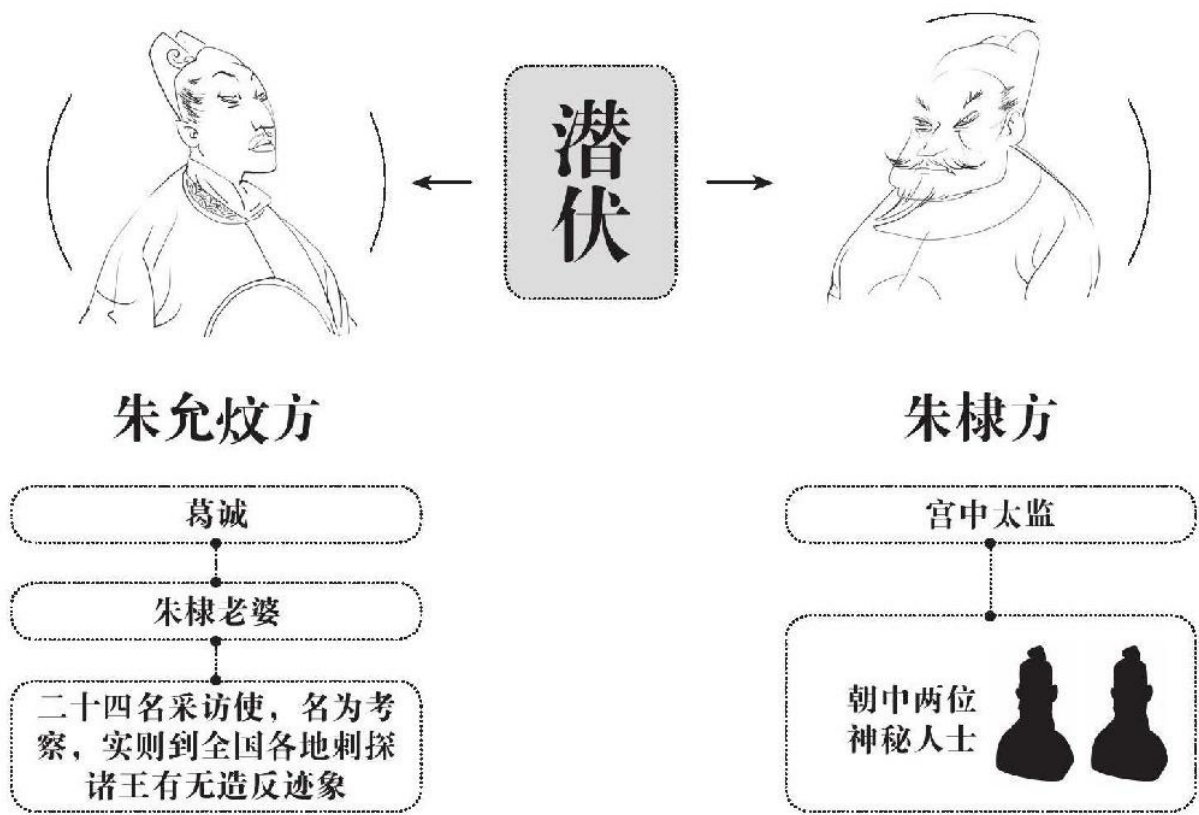 潜伏
朱允炆方
朱棣方
葛诚
朱棣老婆
二十四名采访使，名为考
察，实则到全国各地刺探
诸王有无造反迹象
宫中太监
朝中两位
神秘人士